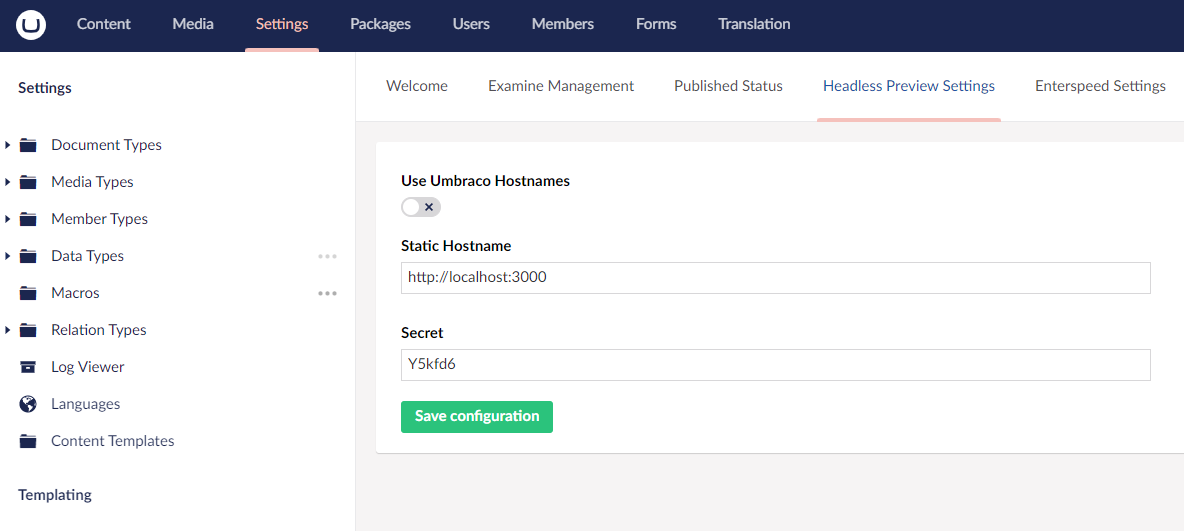 Content Media Settings Packages Users Members Forms Translation
Settings
Document Types
Media Types
Member Types
Data Types
Macros
Relation Types
Log Viewer
Languages
Content Templates
Templating
Welcome Examine Management Published Status Headless Preview Settings Enterspeed Settings
Use Umbraco Hostnames
Static Hostname
http://localhost:3000
Secret
Y5kfd6
Save configuration